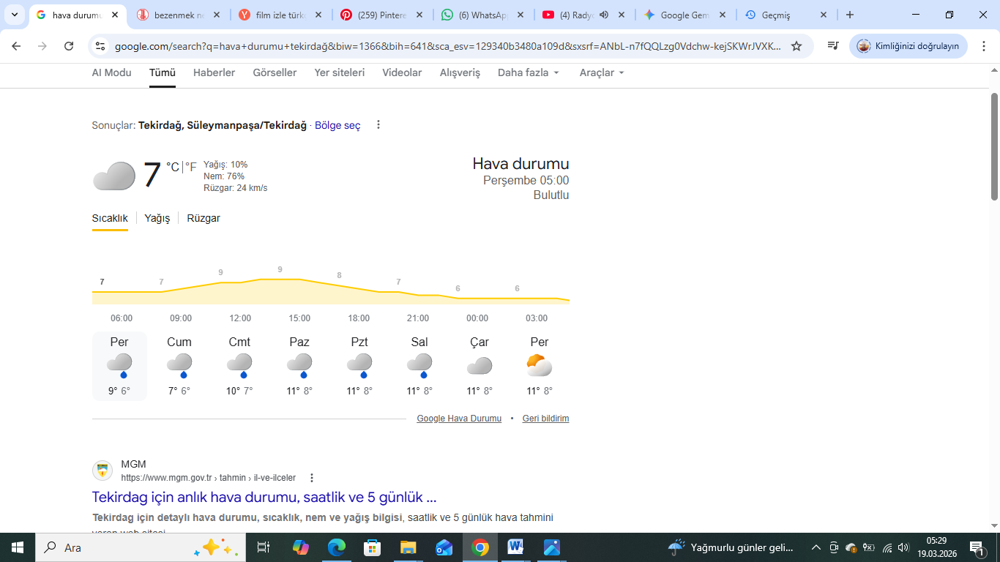 hava durumu
bezenmek ne
film izle türk
(259) Pintere
(6) WhatsAp
(4) Radyo
Google Gem
Geçmiş
google.com/search?q=hava+durumu+tekirdağ&biw=1366&bih=641&sca_esv=129340b3480a109d&sxsrf=ANbL-n7fQQLzg0Vdchw-kejSKWrJVXK...
Kimliğinizi doğrulayın
AI Modu Tümü Haberler Görseller Yer siteleri Videolar Alışveriş Daha fazla Araçlar
Sonuçlar: Tekirdağ, Süleymanpaşa/Tekirdağ · Bölge seç
7 °C|°F
Yağış: 10%
Nem: 76%
Rüzgar: 24 km/s
Hava durumu
Perşembe 05:00
Bulutlu
Sıcaklık Yağış Rüzgar
7 7 9 9 8 7 6 6
06:00 09:00 12:00 15:00 18:00 21:00 00:00 03:00
Per Cum Cmt Paz Pzt Sal Çar Per
9° 6° 7° 6° 10° 7° 11° 8° 11° 8° 11° 8° 11° 8° 11° 8°
Google Hava Durumu • Geri bildirim
MGM
https://www.mgm.gov.tr › tahmin › il-ve-ilceler
Tekirdag için anlık hava durumu, saatlik ve 5 günlük ...
Tekirdag için detaylı hava durumu, sıcaklık, nem ve yağış bilgisi, saatlik ve 5 günlük hava tahmini
veren web sitesi
Ara
Yağmurlu günler geli...
05:29
19.03.2026
1